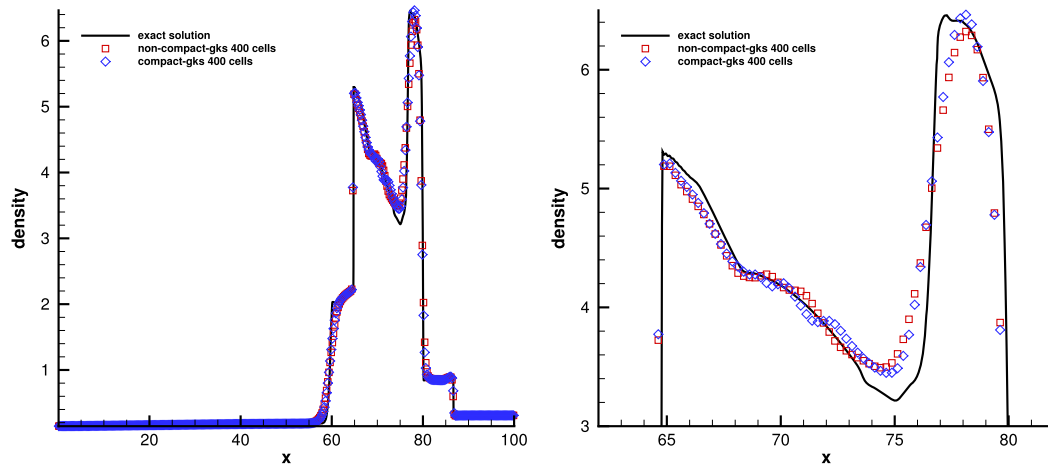 exact solution
non-compact-gks 400 cells
compact-gks 400 cells
density
6
5
4
3
2
1
20
40
60
80
100
x
exact solution
non-compact-gks 400 cells
compact-gks 400 cells
density
6
5
4
3
65
70
75
80
x